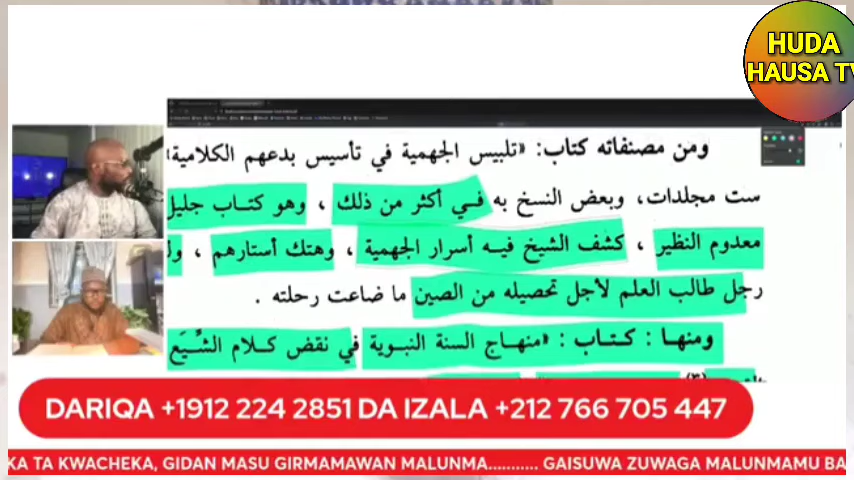 HUDA
HAUSA TV
ومن مصنفاته كتاب: «تلبيس الجهمية في تأسيس بدعهم الكلامية»
ست مجلدات، وبعض النسخ به في أكثر من ذلك ، وهو كتاب جليل
معدوم النظير ، كشف الشيخ فيه أسرار الجهمية ، وهتك أستارهم ،
رجل طالب العلم لأجل تحصيله من الصين ما ضاعت رحلته .
ومنها : كتاب : «منهاج السنة النبوية في نقض كلام الشِّيَع
DARIQA +1912 224 2851 DA IZALA +212 766 705 447
KA TA KWACHEKA, GIDAN MASU GIRMAMAWAN MALUNMA........... GAISUWA ZUWAGA MALUNMAMU BA